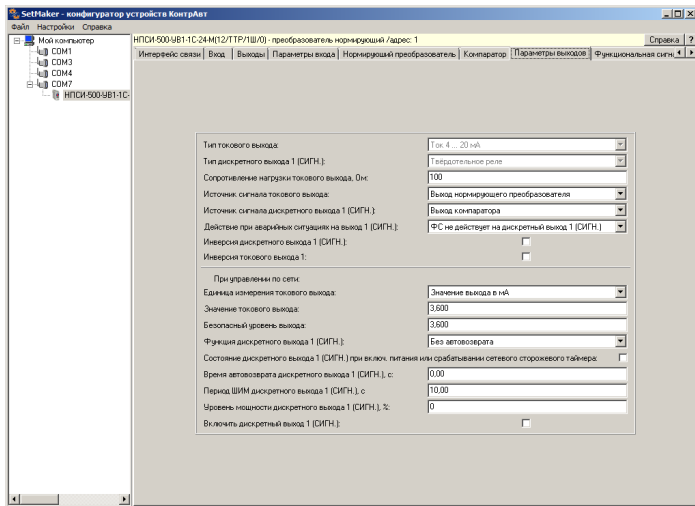 SetMaker - конфигуратор устройств КонтрАвт
Файл Настройки Справка
Мой компьютер
COM1
COM3
COM4
COM7
НПСИ-500-УВ1-1С-
НПСИ-500-УВ1-1С-24-М(12/ТТР/1Ш/0) - преобразователь нормирующий /адрес: 1
Справка ?
Интерфейс связи Вход Выходы Параметры входа Нормирующий преобразователь Компаратор Параметры выходов Функциональная сигна
Тип токового выхода: Ток 4 ... 20 мА
Тип дискретного выхода 1 (СИГН.): Твёрдотельное реле
Сопротивление нагрузки токового выхода, Ом: 100
Источник сигнала токового выхода: Выход нормирующего преобразователя
Источник сигнала дискретного выхода 1 (СИГН.): Выход компаратора
Действие при аварийных ситуациях на выход 1 (СИГН.): ФС не действует на дискретный выход 1 (СИГН.)
Инверсия дискретного выхода 1 (СИГН.):
Инверсия токового выхода 1:
При управлении по сети:
Единица измерения токового выхода: Значение выхода в мА
Значение токового выхода: 3,600
Безопасный уровень выхода: 3,600
Функция дискретного выхода 1 (СИГН.): Без автовозврата
Состояние дискретного выхода 1 (СИГН.) при включ. питания или срабатывании сетевого сторожевого таймера:
Время автовозврата дискретного выхода 1 (СИГН.), с: 0,00
Период ШИМ дискретного выхода 1 (СИГН.), с 10,00
Уровень мощности дискретного выхода 1 (СИГН.), %: 0
Включить дискретный выход 1 (СИГН.):